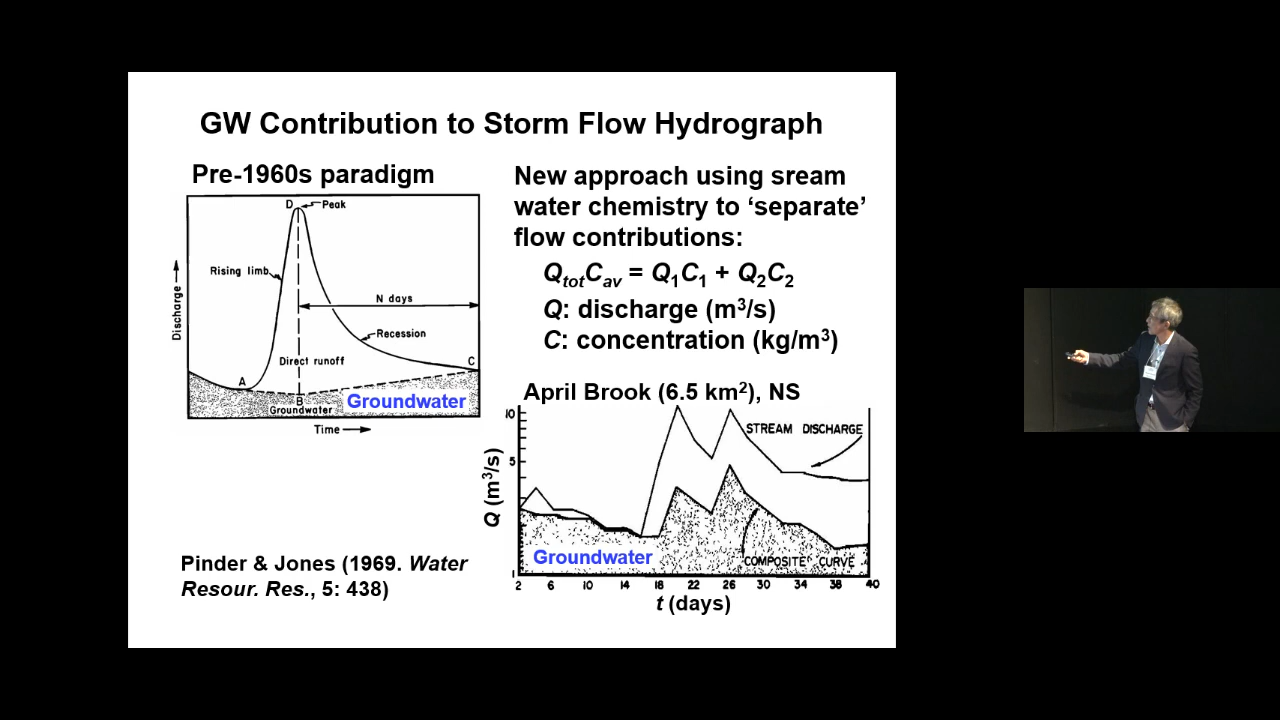 GW Contribution to Storm Flow Hydrograph
Pre-1960s paradigm
D
Peak
Rising limb
N days
Discharge
Recession
Direct runoff
A
B
C
Groundwater
Groundwater
Time
Pinder & Jones (1969. Water
Resour. Res., 5: 438)
New approach using sream
water chemistry to ‘separate’
flow contributions:
QtotCav = Q1C1 + Q2C2
Q: discharge (m³/s)
C: concentration (kg/m³)
April Brook (6.5 km²), NS
10
5
1
Q (m³/s)
STREAM DISCHARGE
Groundwater
COMPOSITE CURVE
2 6 10 14 18 22 26 30 34 38 40
t (days)